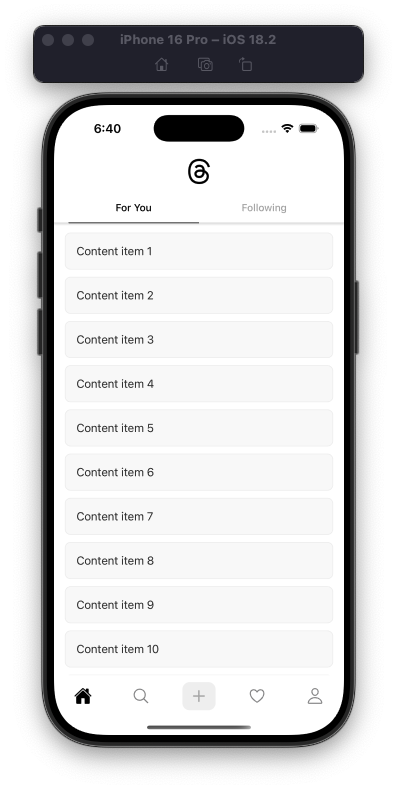 iPhone 16 Pro – iOS 18.2
6:40
For You
Following
Content item 1
Content item 2
Content item 3
Content item 4
Content item 5
Content item 6
Content item 7
Content item 8
Content item 9
Content item 10